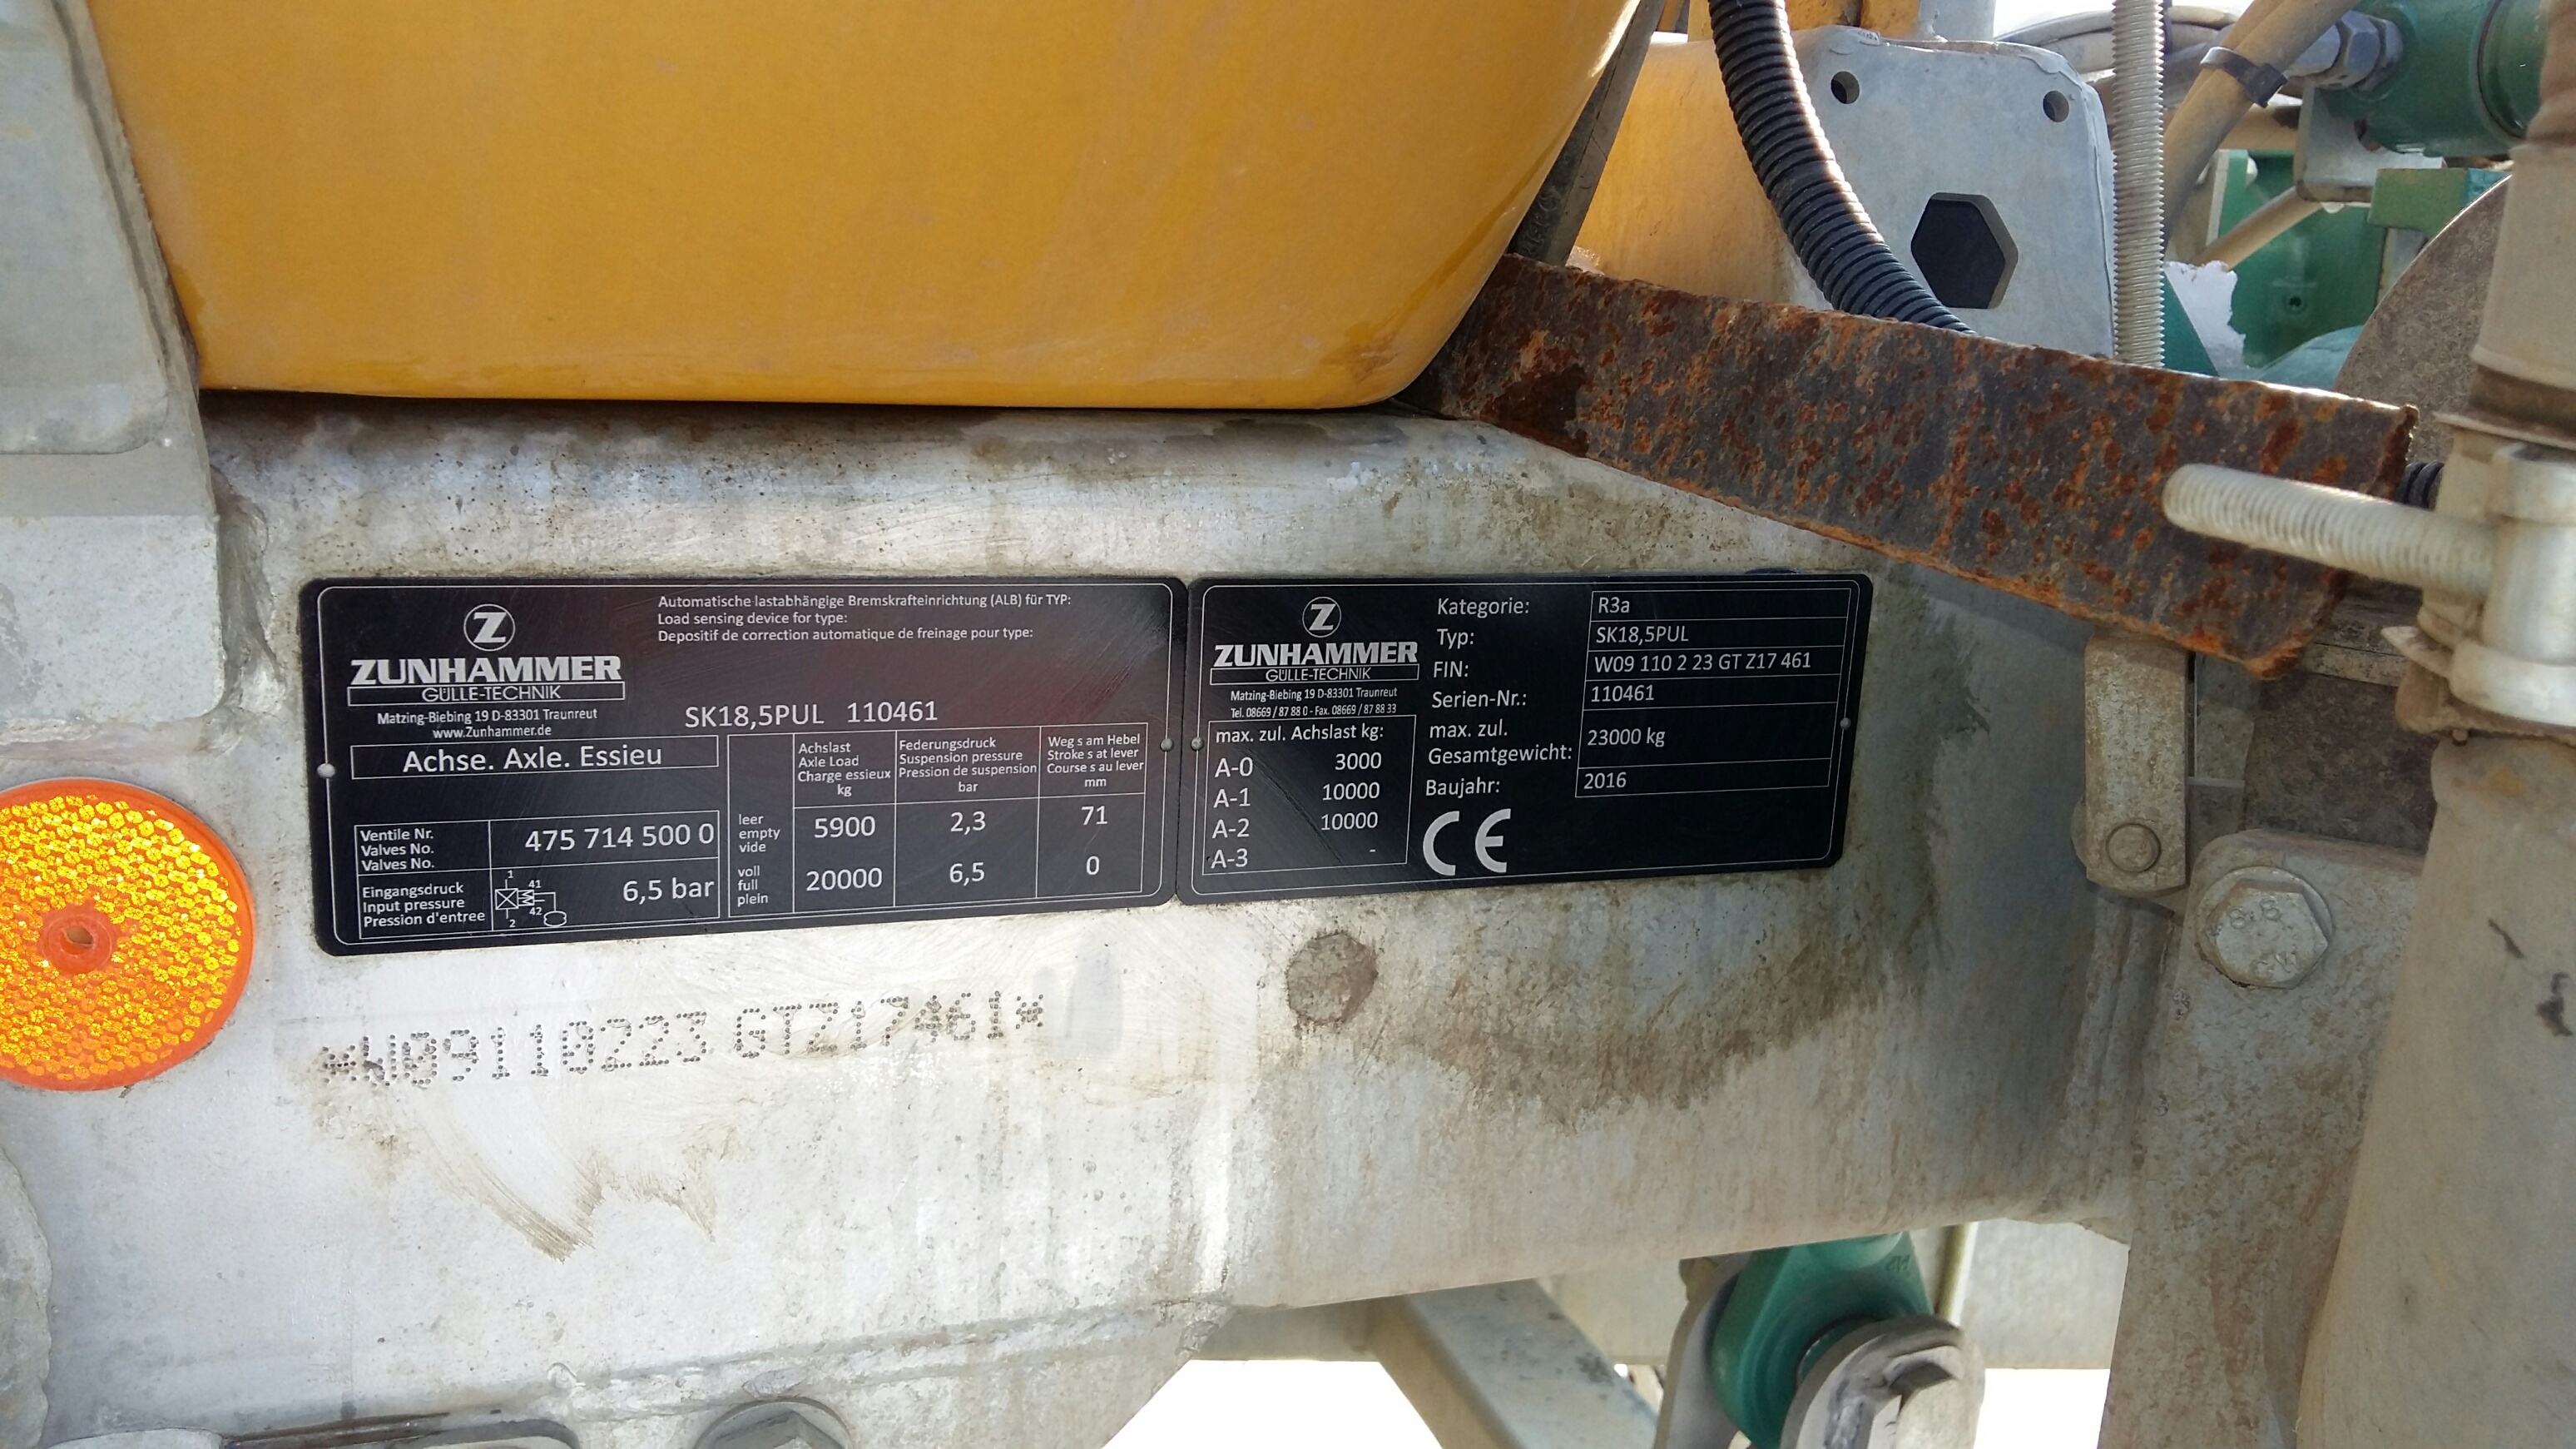 Z
ZUNHAMMER
GÜLLE-TECHNIK
Matzing-Biebing 19 D-83301 Traunreut
www.Zunhammer.de
Automatische lastabhängige Bremskrafteinrichtung (ALB) für TYP:
Load sensing device for type:
Depositif de correction automatique de freinage pour type:
SK18,5PUL 110461
Achse. Axle. Essieu
Ventile Nr.
Valves No.
Valves No.
475 714 500 0
Eingangsdruck
Input pressure
Pression d'entree
1
41
42
2
6,5 bar
Achslast
Axle Load
Charge essieux
kg
Federungsdruck
Suspension pressure
Pression de suspension
bar
Weg s am Hebel
Stroke s at lever
Course s au lever
mm
leer
empty
vide
5900
2,3
71
voll
full
plein
20000
6,5
0
Z
ZUNHAMMER
GÜLLE-TECHNIK
Matzing-Biebing 19 D-83301 Traunreut
Tel. 08669 / 87 88 0 - Fax. 08669 / 87 88 33
max. zul. Achslast kg:
A-0 3000
A-1 10000
A-2 10000
A-3 -
Kategorie: R3a
Typ: SK18,5PUL
FIN: W09 110 2 23 GT Z17 461
Serien-Nr.: 110461
max. zul.
Gesamtgewicht: 23000 kg
Baujahr: 2016
CE
*W09110223 GTZ17461*
8.8